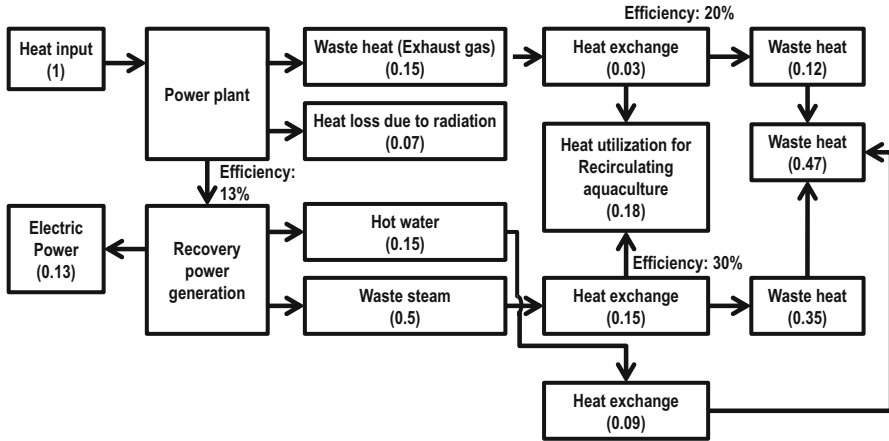 Efficiency: 20%
Heat input
(1)
Power plant
Waste heat (Exhaust gas)
(0.15)
Heat exchange
(0.03)
Waste heat
(0.12)
Heat loss due to radiation
(0.07)
Heat utilization for
Recirculating
aquaculture
(0.18)
Waste heat
(0.47)
Efficiency:
13%
Electric
Power
(0.13)
Recovery
power
generation
Hot water
(0.15)
Efficiency: 30%
Waste steam
(0.5)
Heat exchange
(0.15)
Waste heat
(0.35)
Heat exchange
(0.09)